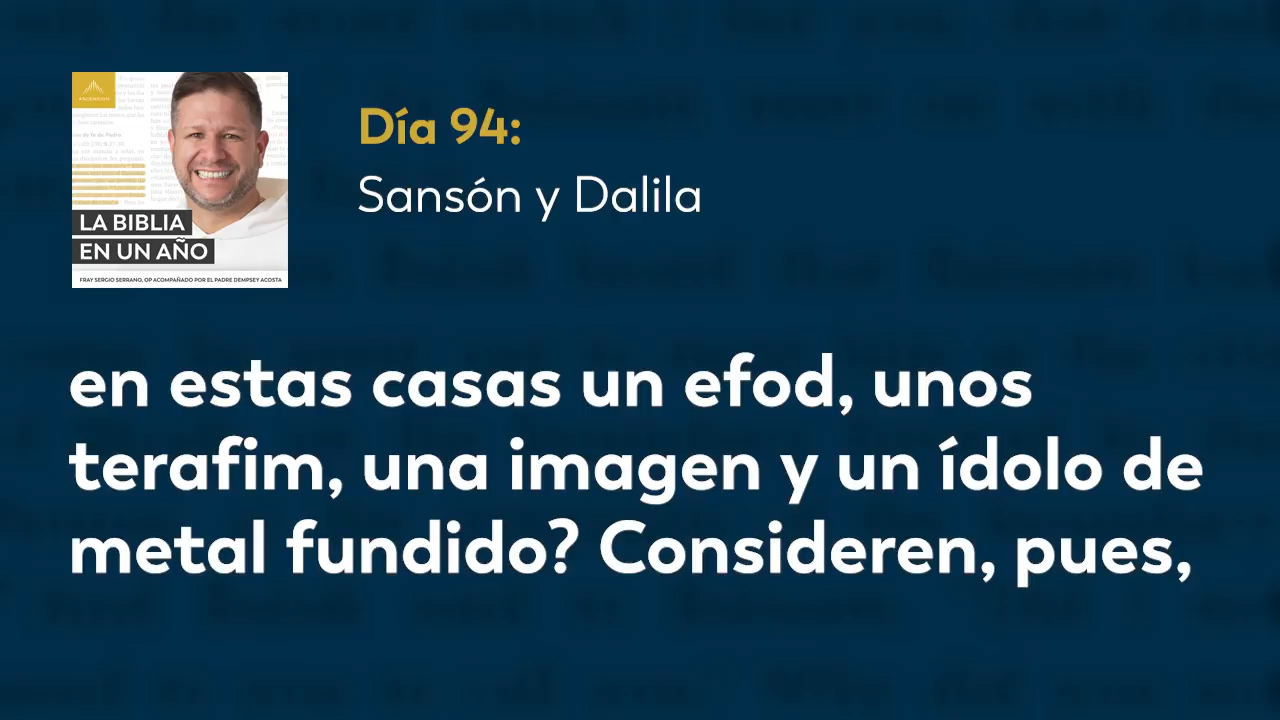 Día 94:
Sansón y Dalila
LA BIBLIA
EN UN AÑO
FRAY SERGIO SERRANO, OP ACOMPAÑADO POR EL PADRE DEMPSEY ACOSTA
en estas casas un efod, unos
terafim, una imagen y un ídolo de
metal fundido? Consideren, pues,